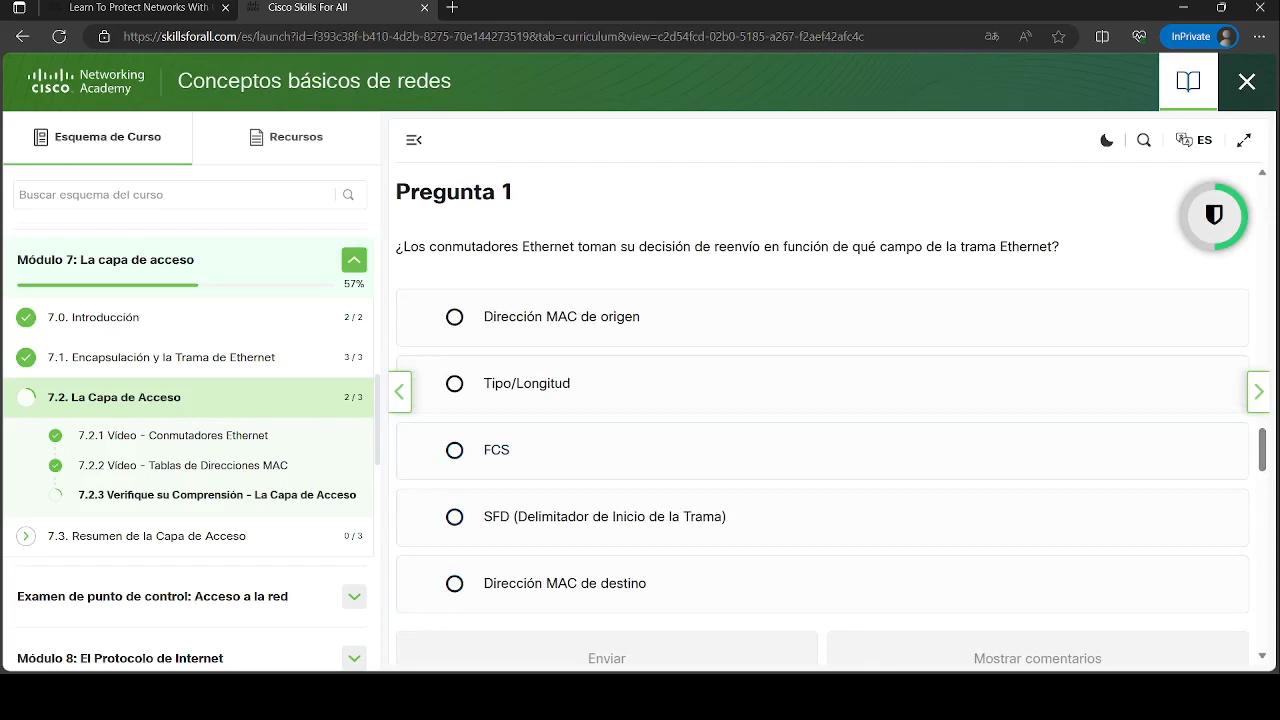 Learn To Protect Networks With
Cisco Skills For All
https://skillsforall.com/es/launch?id=f393c38f-b410-4d2b-8275-70e144273519&tab=curriculum&view=c2d54fcd-02b0-5185-a267-f2aef42afc4c
InPrivate
CISCO
Networking
Academy
Conceptos básicos de redes
Esquema de Curso
Recursos
Buscar esquema del curso
Módulo 7: La capa de acceso
57%
7.0. Introducción 2 / 2
7.1. Encapsulación y la Trama de Ethernet 3 / 3
7.2. La Capa de Acceso 2 / 3
7.2.1 Vídeo - Conmutadores Ethernet
7.2.2 Vídeo - Tablas de Direcciones MAC
7.2.3 Verifique su Comprensión - La Capa de Acceso
7.3. Resumen de la Capa de Acceso 0 / 3
Examen de punto de control: Acceso a la red
Módulo 8: El Protocolo de Internet
ES
Pregunta 1
¿Los conmutadores Ethernet toman su decisión de reenvío en función de qué campo de la trama Ethernet?
Dirección MAC de origen
Tipo/Longitud
FCS
SFD (Delimitador de Inicio de la Trama)
Dirección MAC de destino
Enviar
Mostrar comentarios